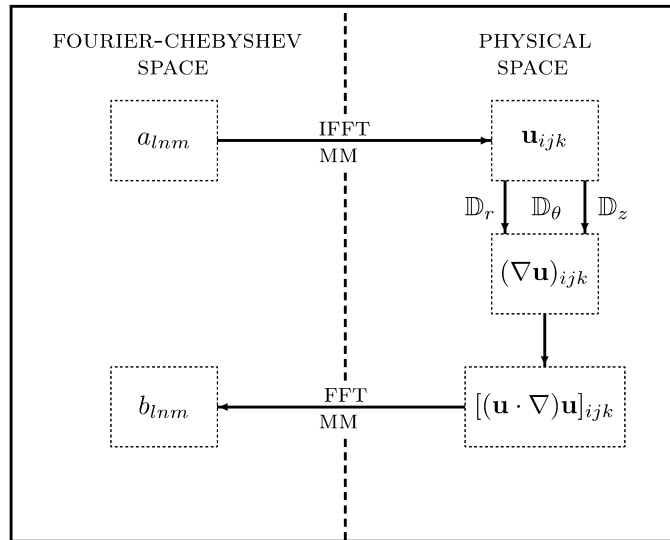 FOURIER-CHEBYSHEV SPACE
PHYSICAL SPACE
a_{lnm}
IFFT
MM
𝐮_{ijk}
𝔻_r 𝔻_θ 𝔻_z
(∇𝐮)_{ijk}
b_{lnm}
FFT
MM
[(𝐮 · ∇)𝐮]_{ijk}